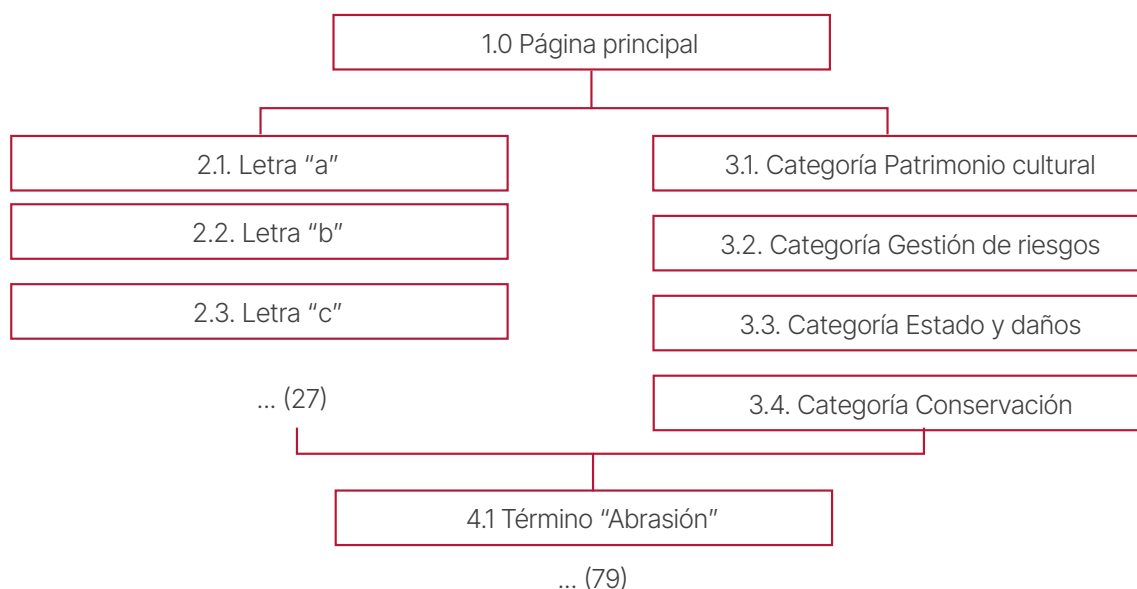 1.0 Página principal
2.1. Letra “a”
2.2. Letra “b”
2.3. Letra “c”
... (27)
3.1. Categoría Patrimonio cultural
3.2. Categoría Gestión de riesgos
3.3. Categoría Estado y daños
3.4. Categoría Conservación
4.1 Término “Abrasión”
... (79)